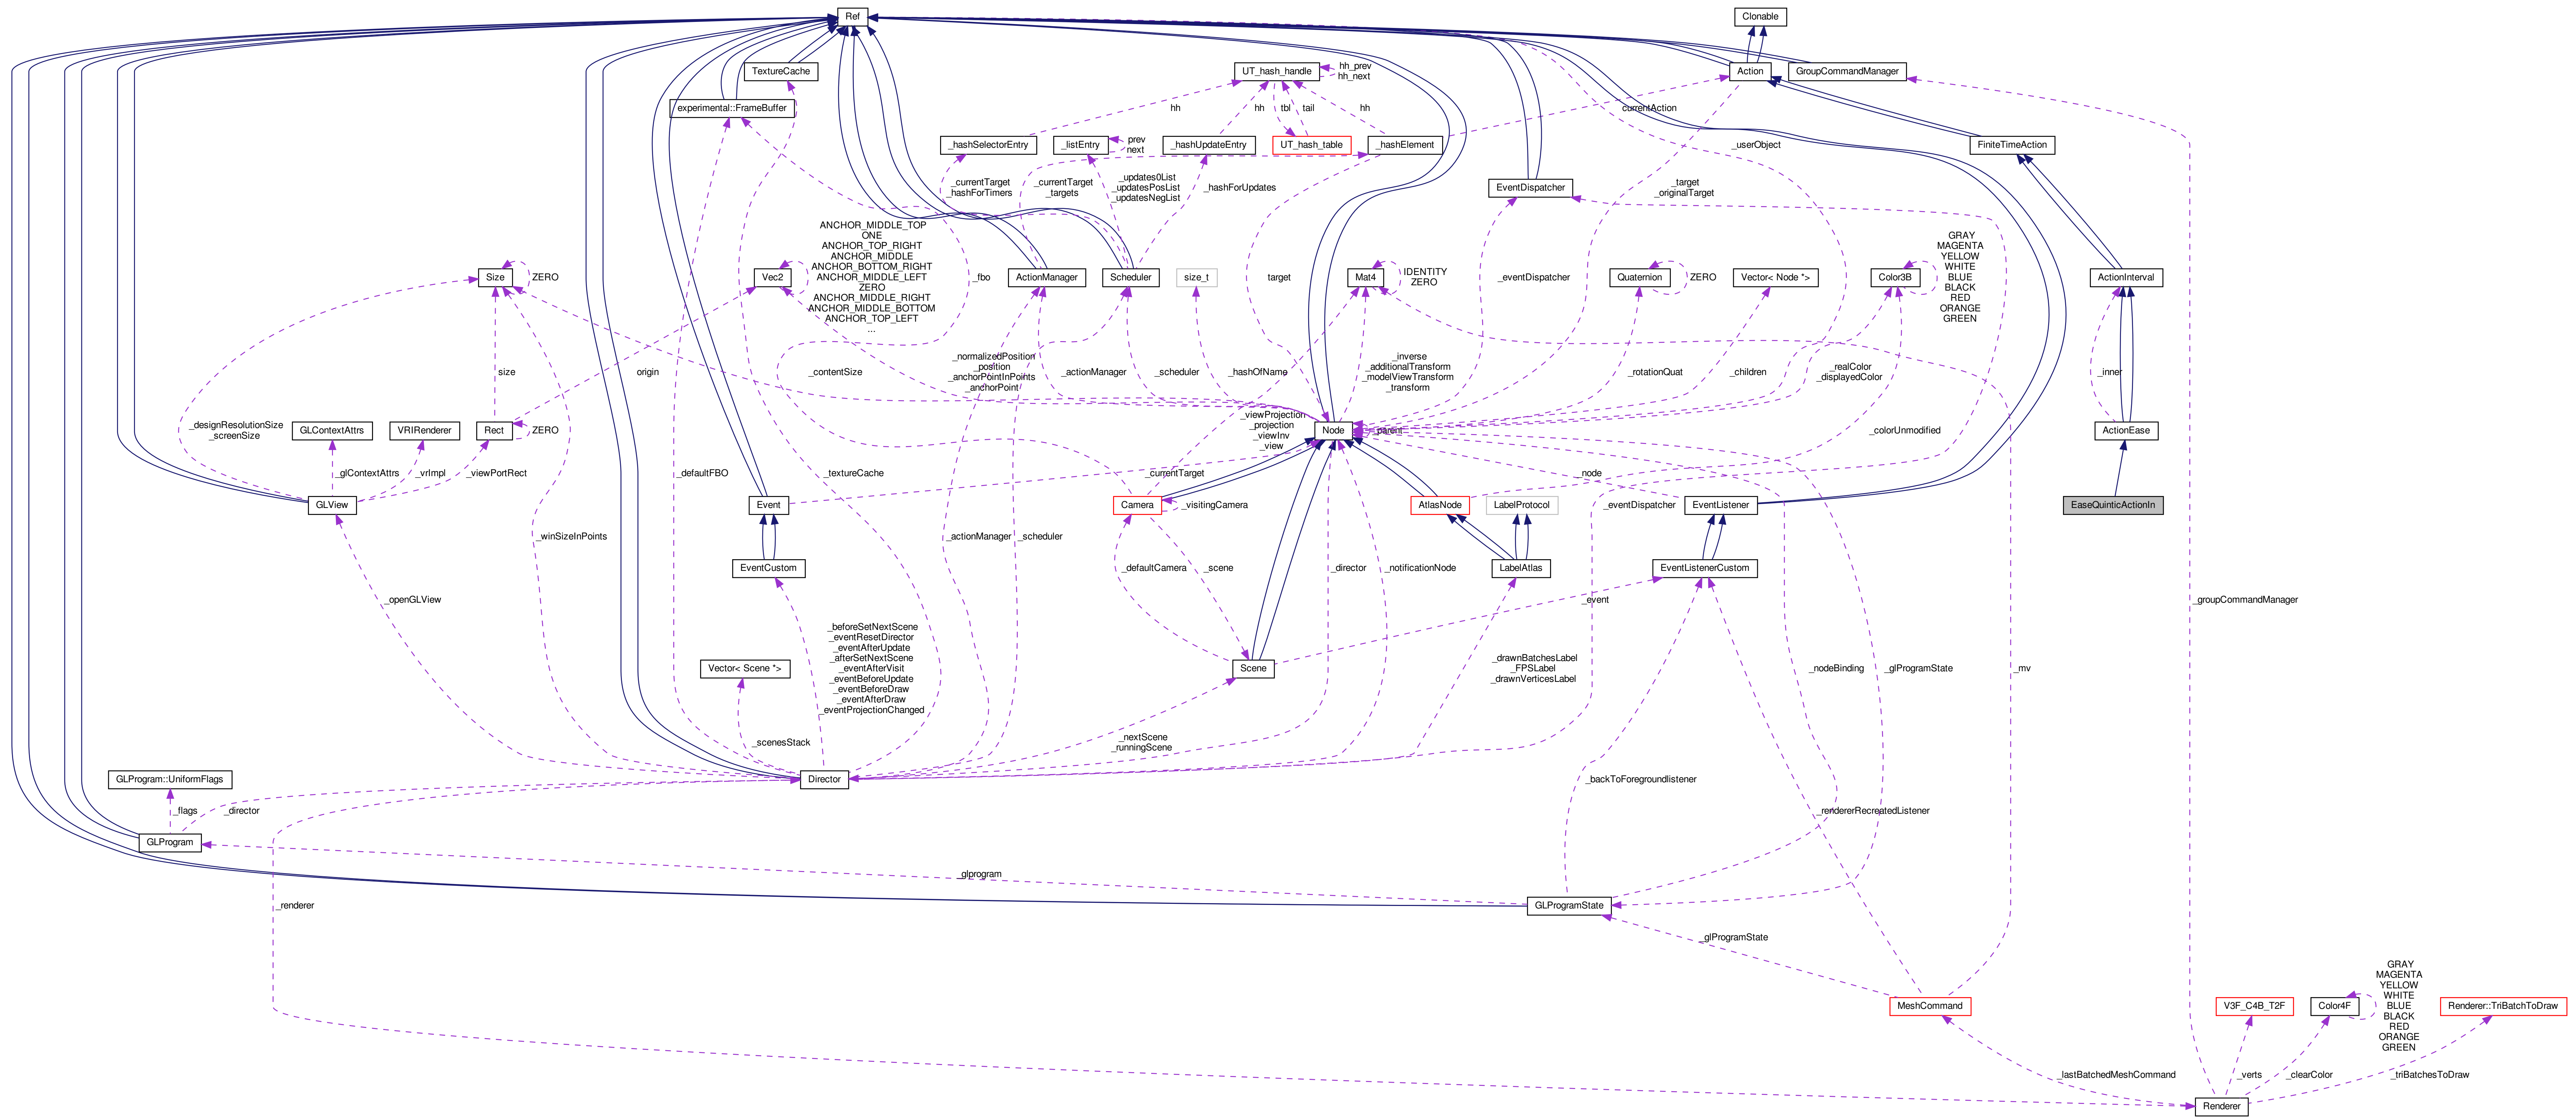 Ref
Clonable
TextureCache
UT_hash_handle
hh_prev
hh_next
Action
GroupCommandManager
experimental::FrameBuffer
hh
hh
tbl
tail
hh
currentAction
_hashSelectorEntry
_listEntry
prev
next
_hashUpdateEntry
UT_hash_table
_hashElement
_userObject
FiniteTimeAction
_currentTarget
_hashForTimers
_currentTarget
_targets
_updates0List
_updatesPosList
_updatesNegList
_hashForUpdates
EventDispatcher
_target
_originalTarget
ANCHOR_MIDDLE_TOP
ONE
ANCHOR_TOP_RIGHT
ANCHOR_MIDDLE
ANCHOR_BOTTOM_RIGHT
ANCHOR_MIDDLE_LEFT
ZERO
ANCHOR_MIDDLE_RIGHT
ANCHOR_MIDDLE_BOTTOM
ANCHOR_TOP_LEFT
...
GRAY
MAGENTA
YELLOW
WHITE
BLUE
BLACK
RED
ORANGE
GREEN
Size
ZERO
Vec2
_fbo
ActionManager
Scheduler
size_t
target
Mat4
IDENTITY
ZERO
_eventDispatcher
Quaternion
ZERO
Vector< Node *>
Color3B
ActionInterval
size
origin
_contentSize
_normalizedPosition
_position
_anchorPointInPoints
_anchorPoint
_actionManager
_scheduler
_hashOfName
_inverse
_additionalTransform
_modelViewTransform
_transform
_rotationQuat
_children
_realColor
_displayedColor
_inner
_designResolutionSize
_screenSize
GLContextAttrs
VRIRenderer
Rect
ZERO
_viewProjection
_projection
_viewInv
_view
Node
_parent
_colorUnmodified
ActionEase
_glContextAttrs
_vrImpl
_viewPortRect
_defaultFBO
_textureCache
_currentTarget
_node
GLView
Event
Camera
_visitingCamera
AtlasNode
LabelProtocol
_eventDispatcher
EventListener
EaseQuinticActionIn
_winSizeInPoints
_actionManager
_scheduler
EventCustom
_defaultCamera
_scene
_director
_notificationNode
LabelAtlas
EventListenerCustom
_openGLView
_event
_groupCommandManager
_beforeSetNextScene
_eventResetDirector
_eventAfterUpdate
_afterSetNextScene
_eventAfterVisit
_eventBeforeUpdate
_eventBeforeDraw
_eventAfterDraw
_eventProjectionChanged
Vector< Scene *>
Scene
_drawnBatchesLabel
_FPSLabel
_drawnVerticesLabel
_nodeBinding
_glProgramState
_mv
_scenesStack
_nextScene
_runningScene
GLProgram::UniformFlags
Director
_backToForegroundlistener
_flags
_director
_rendererRecreatedListener
GLProgram
_glprogram
_renderer
GLProgramState
_glProgramState
GRAY
MAGENTA
YELLOW
WHITE
BLUE
BLACK
RED
ORANGE
GREEN
MeshCommand
V3F_C4B_T2F
Color4F
Renderer::TriBatchToDraw
_lastBatchedMeshCommand
_verts
_clearColor
_triBatchesToDraw
Renderer